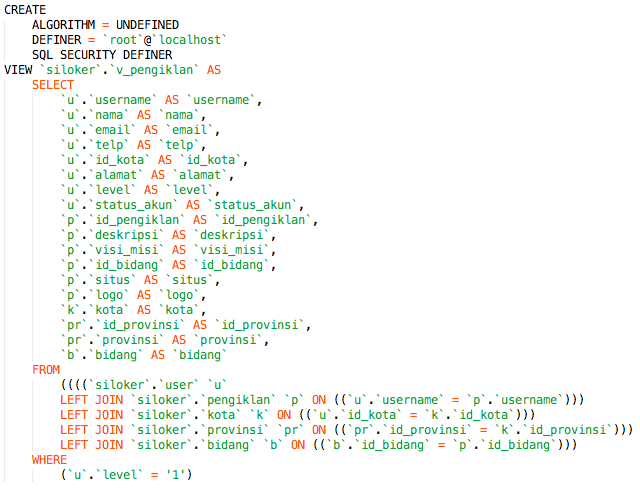 CREATE
ALGORITHM = UNDEFINED
DEFINER = `root`@`localhost`
SQL SECURITY DEFINER
VIEW `siloker`.`v_pengiklan` AS
SELECT
`u`.`username` AS `username`,
`u`.`nama` AS `nama`,
`u`.`email` AS `email`,
`u`.`telp` AS `telp`,
`u`.`id_kota` AS `id_kota`,
`u`.`alamat` AS `alamat`,
`u`.`level` AS `level`,
`u`.`status_akun` AS `status_akun`,
`p`.`id_pengiklan` AS `id_pengiklan`,
`p`.`deskripsi` AS `deskripsi`,
`p`.`visi_misi` AS `visi_misi`,
`p`.`id_bidang` AS `id_bidang`,
`p`.`situs` AS `situs`,
`p`.`logo` AS `logo`,
`k`.`kota` AS `kota`,
`pr`.`id_provinsi` AS `id_provinsi`,
`pr`.`provinsi` AS `provinsi`,
`b`.`bidang` AS `bidang`
FROM
((((`siloker`.`user` `u`
LEFT JOIN `siloker`.`pengiklan` `p` ON ((`u`.`username` = `p`.`username`)))
LEFT JOIN `siloker`.`kota` `k` ON ((`u`.`id_kota` = `k`.`id_kota`)))
LEFT JOIN `siloker`.`provinsi` `pr` ON ((`pr`.`id_provinsi` = `k`.`id_provinsi`)))
LEFT JOIN `siloker`.`bidang` `b` ON ((`b`.`id_bidang` = `p`.`id_bidang`)))
WHERE
(`u`.`level` = '1')